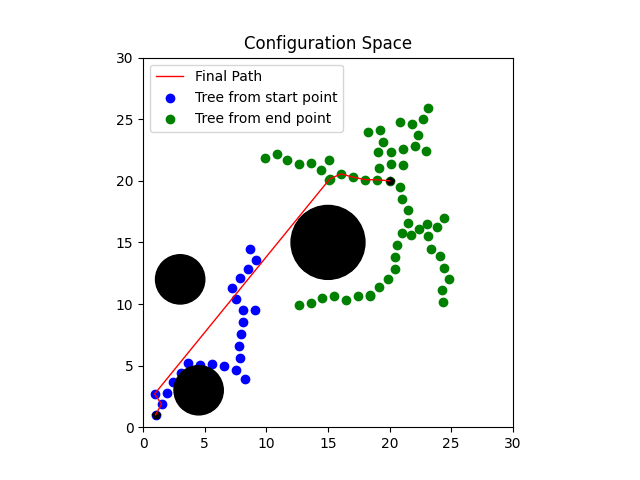 Configuration Space
Final Path
Tree from start point
Tree from end point
30
25
20
15
10
5
0
0 5 10 15 20 25 30